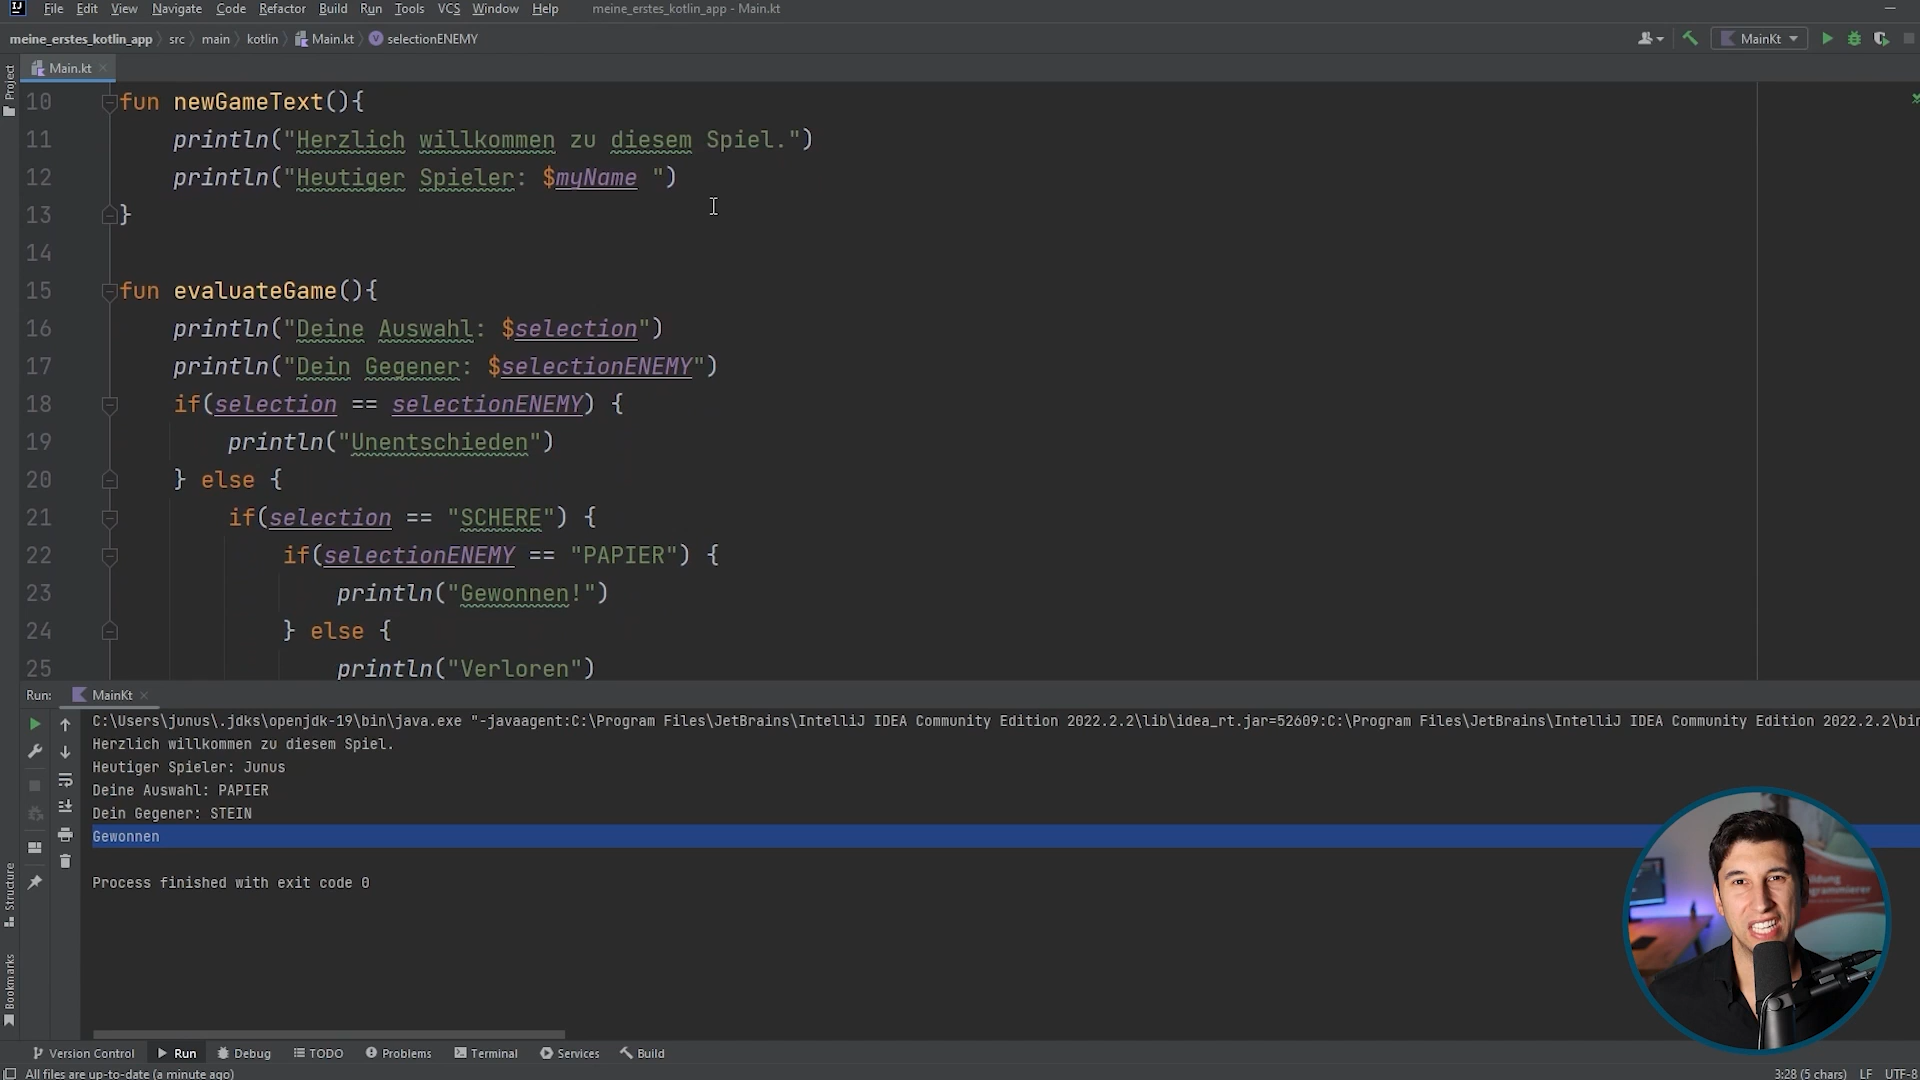 File Edit View Navigate Code Refactor Build Run Tools VCS Window Help meine_erstes_kotlin_app - Main.kt
meine_erstes_kotlin_app src main kotlin Main.kt selectionENEMY MainKt
Project
Main.kt
10 fun newGameText(){
11 println("Herzlich willkommen zu diesem Spiel.")
12 println("Heutiger Spieler: $myName ")
13 }
14
15 fun evaluateGame(){
16 println("Deine Auswahl: $selection")
17 println("Dein Gegener: $selectionENEMY")
18 if(selection == selectionENEMY) {
19 println("Unentschieden")
20 } else {
21 if(selection == "SCHERE") {
22 if(selectionENEMY == "PAPIER") {
23 println("Gewonnen!")
24 } else {
25 println("Verloren")
Run: MainKt
C:\Users\junus\.jdks\openjdk-19\bin\java.exe "-javaagent:C:\Program Files\JetBrains\IntelliJ IDEA Community Edition 2022.2.2\lib\idea_rt.jar=52609:C:\Program Files\JetBrains\IntelliJ IDEA Community Edition 2022.2.2\bin
Herzlich willkommen zu diesem Spiel.
Heutiger Spieler: Junus
Deine Auswahl: PAPIER
Dein Gegener: STEIN
Gewonnen
Process finished with exit code 0
Structure
Bookmarks
Version Control Run Debug TODO Problems Terminal Services Build
All files are up-to-date (a minute ago) 3:28 (5 chars) LF UTF-8